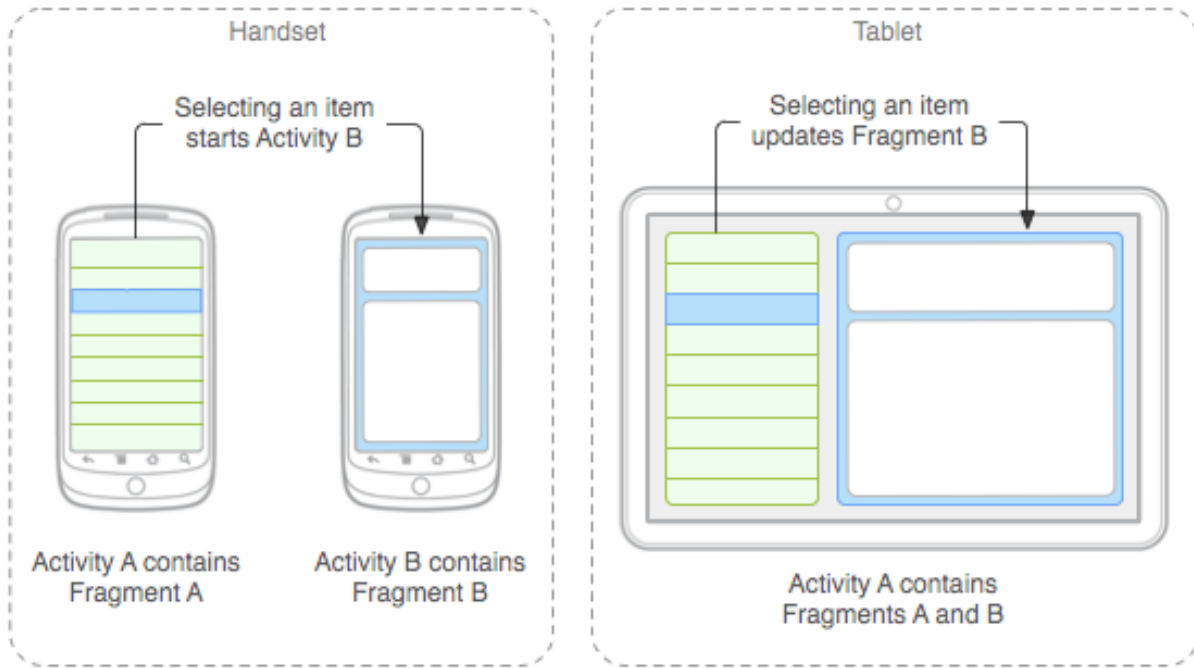 Handset
Selecting an item
starts Activity B
Activity A contains
Fragment A
Activity B contains
Fragment B
Tablet
Selecting an item
updates Fragment B
Activity A contains
Fragments A and B